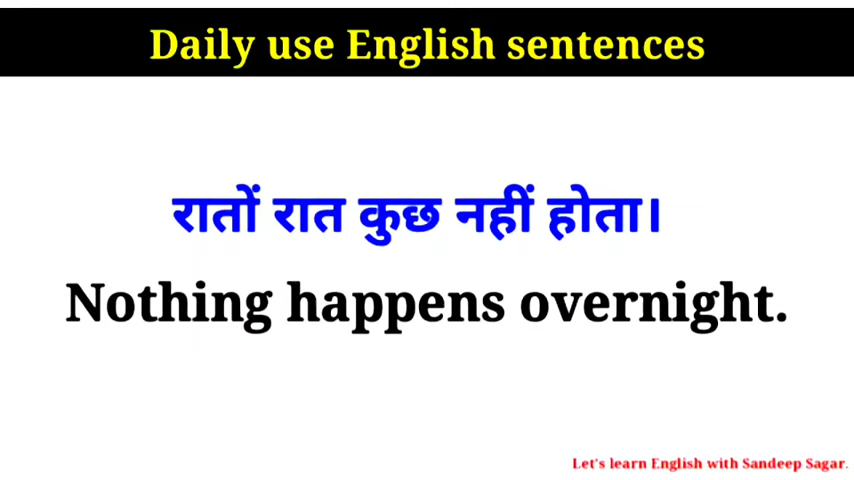 Daily use English sentences
रातों रात कुछ नहीं होता।
Nothing happens overnight.
Let's learn English with Sandeep Sagar.